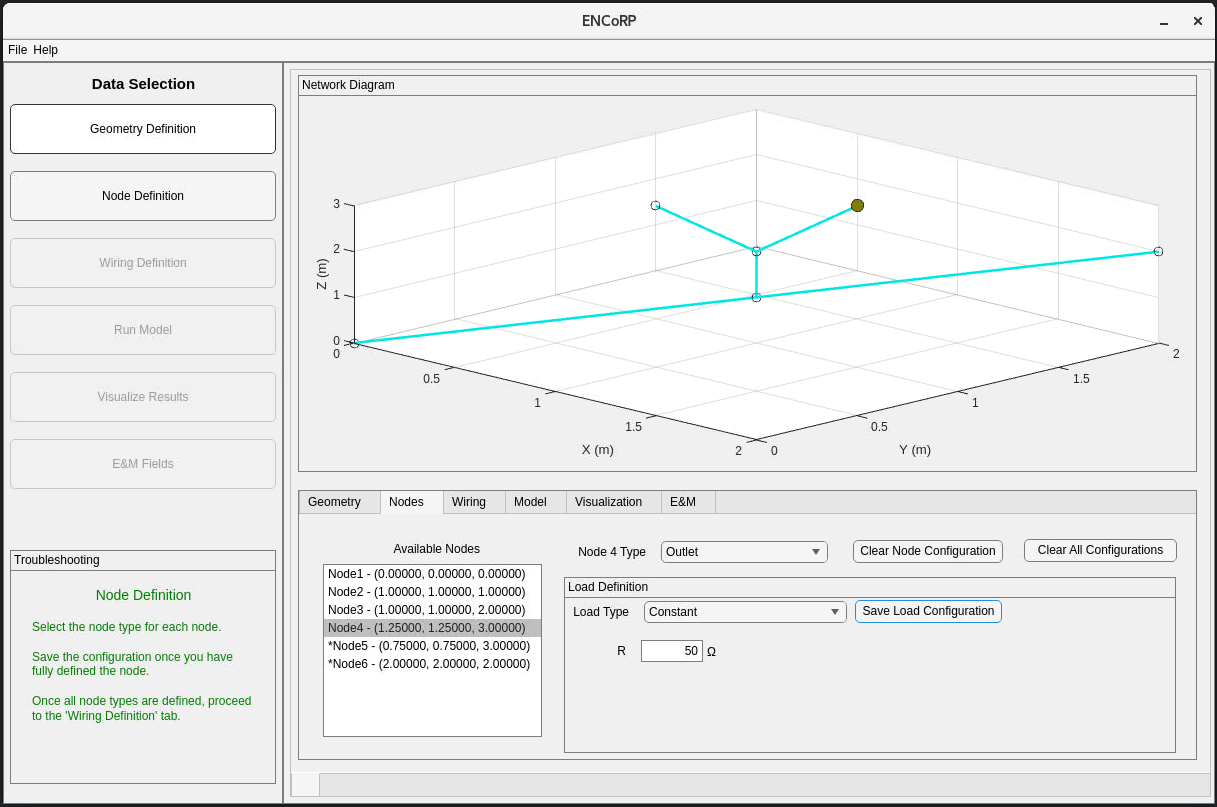 ENCoRP
File Help
Data Selection
Geometry Definition
Node Definition
Wiring Definition
Run Model
Visualize Results
E&M Fields
Troubleshooting
Node Definition
Select the node type for each node.
Save the configuration once you have
fully defined the node.
Once all node types are defined, proceed
to the 'Wiring Definition' tab.
Network Diagram
3
2
1
0
Z (m)
0
0.5
1
1.5
2
X (m)
0
0.5
1
1.5
2
Y (m)
Geometry Nodes Wiring Model Visualization E&M
Available Nodes
Node1 - (0.00000, 0.00000, 0.00000)
Node2 - (1.00000, 1.00000, 1.00000)
Node3 - (1.00000, 1.00000, 2.00000)
Node4 - (1.25000, 1.25000, 3.00000)
*Node5 - (0.75000, 0.75000, 3.00000)
*Node6 - (2.00000, 2.00000, 2.00000)
Node 4 Type Outlet Clear Node Configuration Clear All Configurations
Load Definition
Load Type Constant Save Load Configuration
R 50 Ω